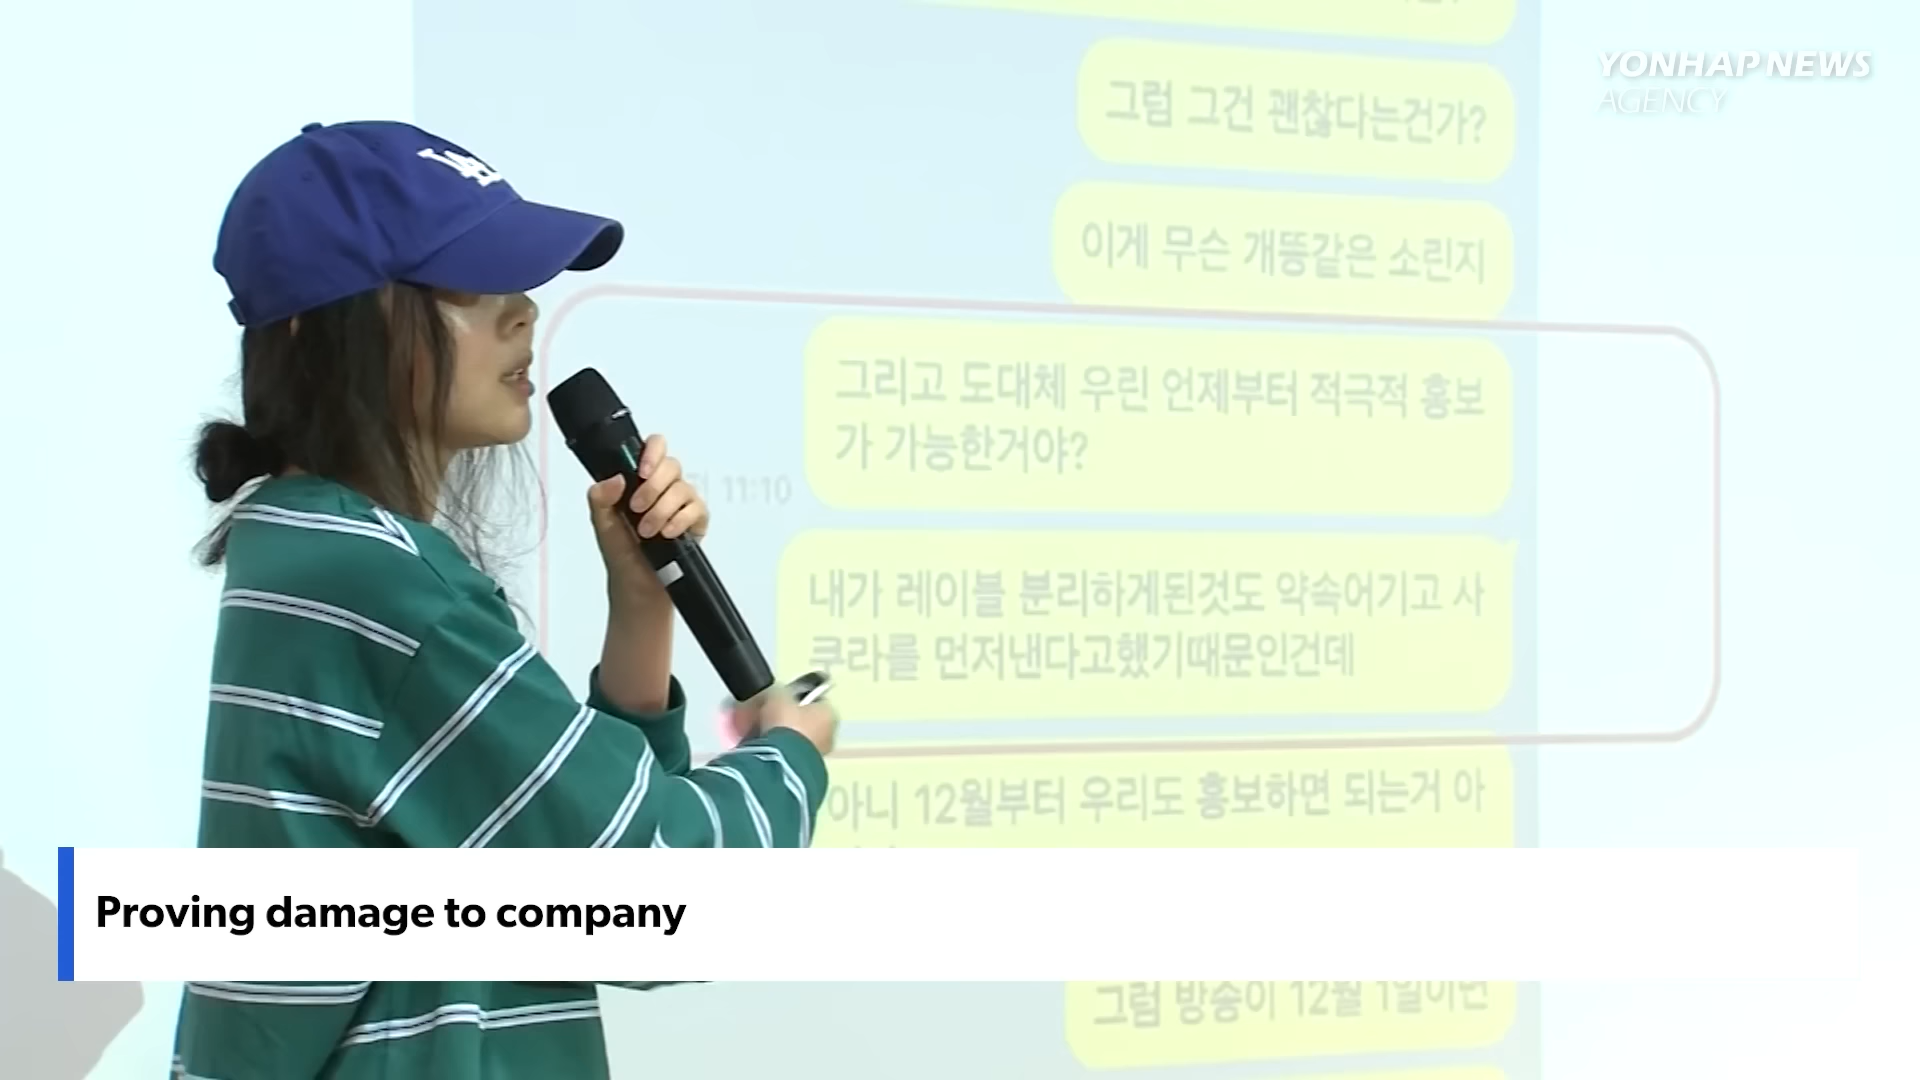 YONHAP NEWS
AGENCY
LA
그럼 그건 괜찮다는건가?
이게 무슨 개똥같은 소린지
그리고 도대체 우린 언제부터 적극적 홍보
가 가능한거야?
11:10
내가 레이블 분리하게된것도 약속어기고 사
쿠라를 먼저낸다고했기때문인건데
아니 12월부터 우리도 홍보하면 되는거 아
Proving damage to company
그럼 방송이 12월 1일이면